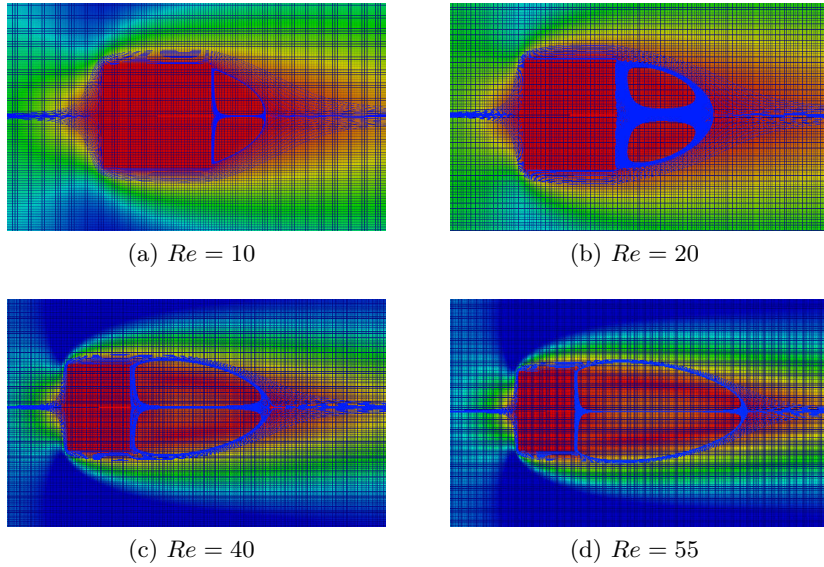 (a) Re = 10
(b) Re = 20
(c) Re = 40
(d) Re = 55